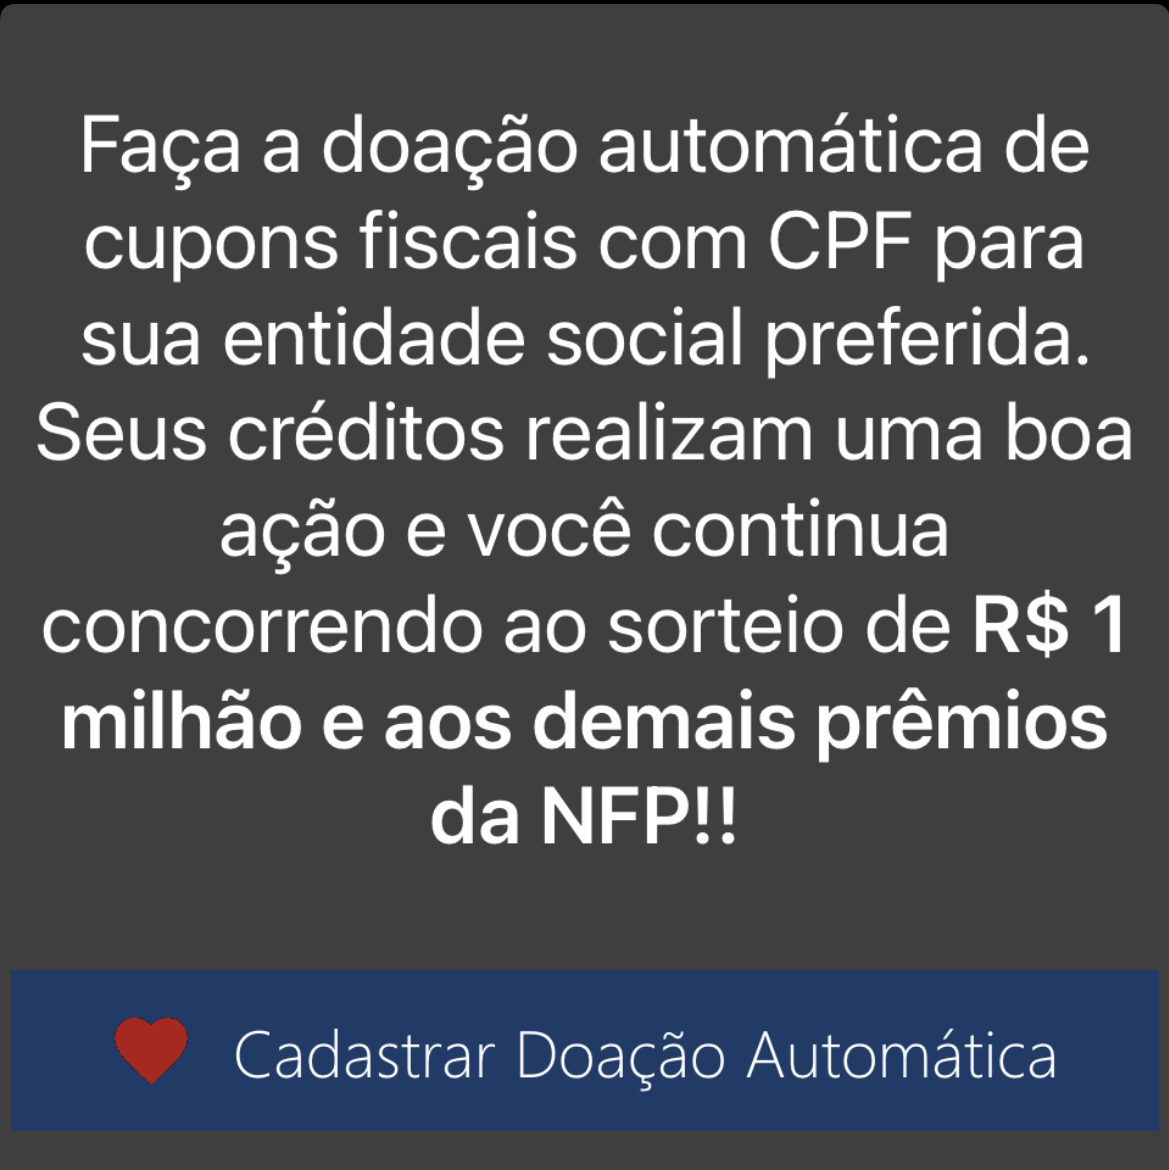 Faça a doação automática de
cupons fiscais com CPF para
sua entidade social preferida.
Seus créditos realizam uma boa
ação e você continua
concorrendo ao sorteio de R$ 1
milhão e aos demais prêmios
da NFP!!
Cadastrar Doação Automática